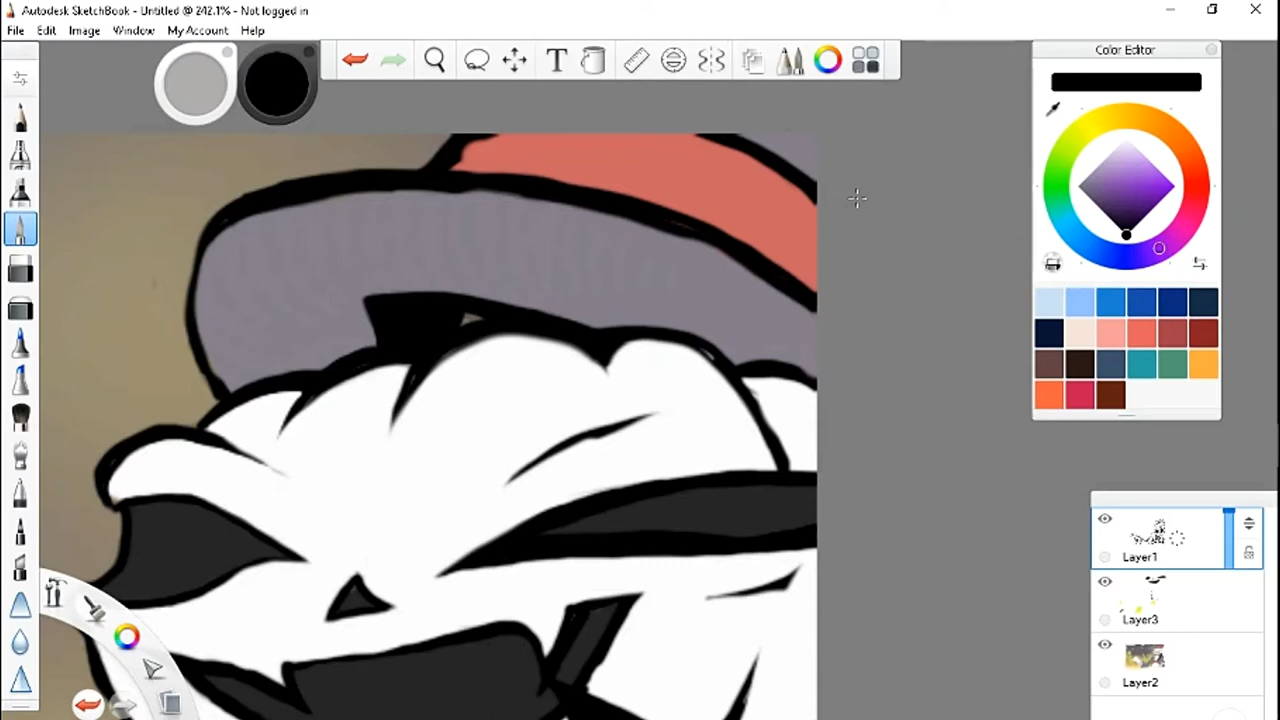 Autodesk SketchBook - Untitled @ 242.1% - Not logged in
File Edit Image Window My Account Help
T
Color Editor
Layer1
Layer3
Layer2